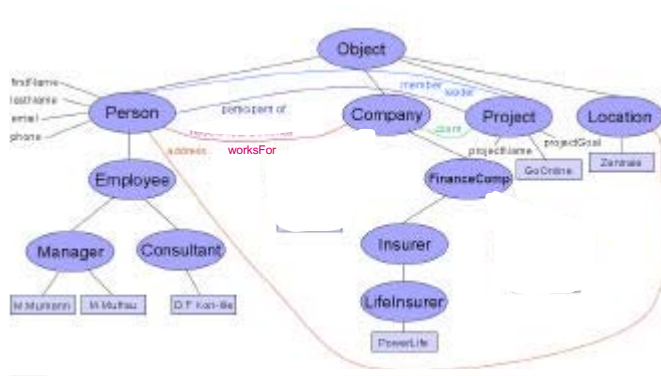 Object
firstName
lastName
email
phone
Person
participant of
member
leader
Company
client
Project
Location
address
worksFor
projectName
projectGoal
GoOnline
Employee
FinanceComp
Manager
Consultant
Insurer
LifeInsurer
PowerLife